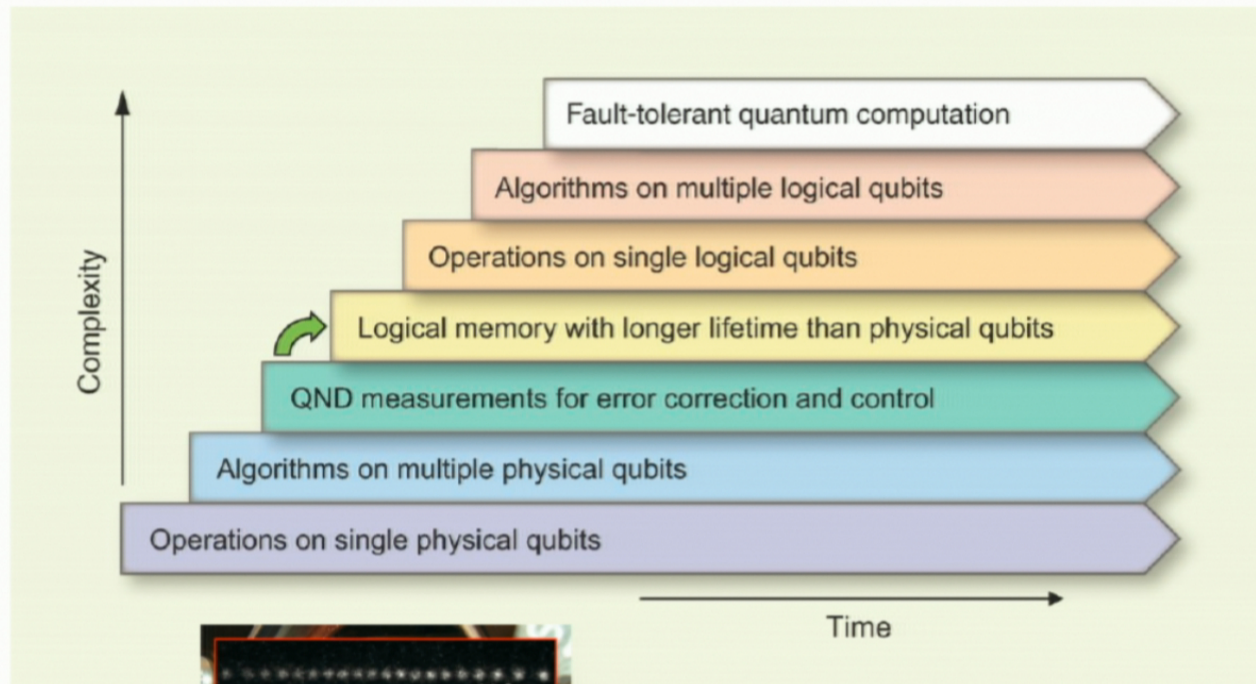 Fault-tolerant quantum computation
Algorithms on multiple logical qubits
Operations on single logical qubits
Logical memory with longer lifetime than physical qubits
QND measurements for error correction and control
Algorithms on multiple physical qubits
Operations on single physical qubits
Complexity
Time